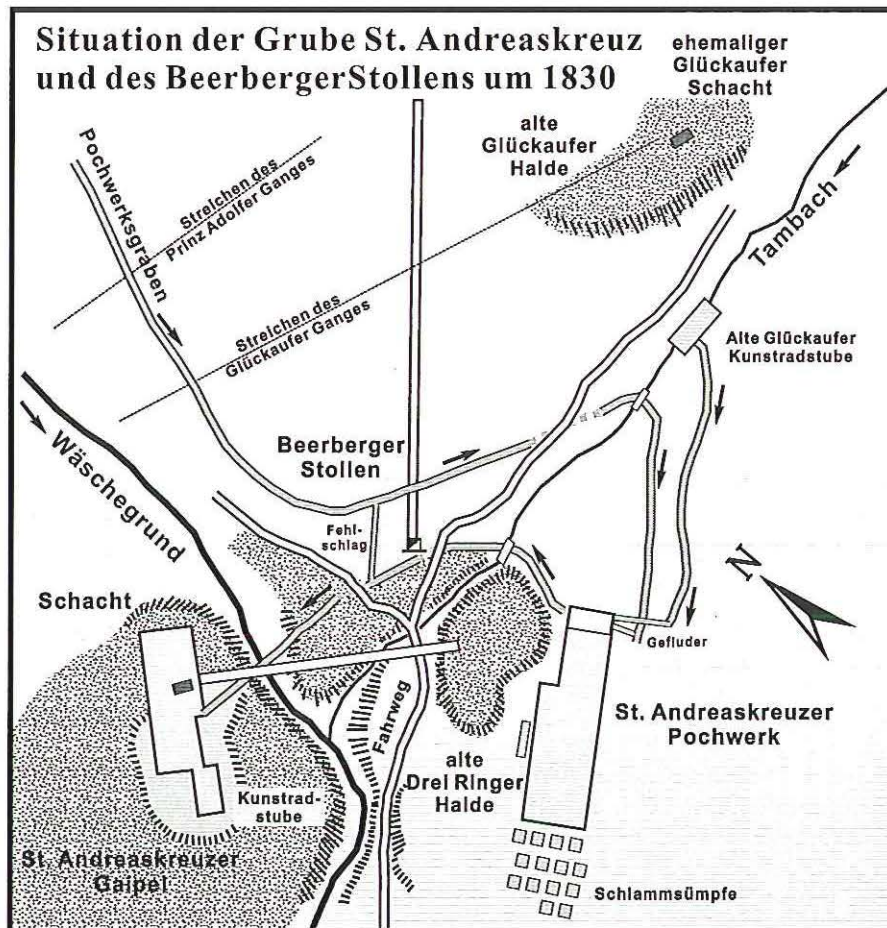 Situation der Grube St. Andreaskreuz
und des BeerbergerStollens um 1830
ehemaliger
Glückaufer
Schacht
alte
Glückaufer
Halde
Pochwerksgraben
Streichen des
Prinz Adolfer Ganges
Tambach
Streichen des
Glückaufer Ganges
Alte Glückaufer
Kunstradstube
Wäschegrund
Beerberger
Stollen
Fehl-
schlag
N
Schacht
Gefluder
St. Andreaskreuzer
Pochwerk
Fahrweg
alte
Drei Ringer
Halde
Kunstrad-
stube
St. Andreaskreuzer
Gaipel
Schlammsümpfe